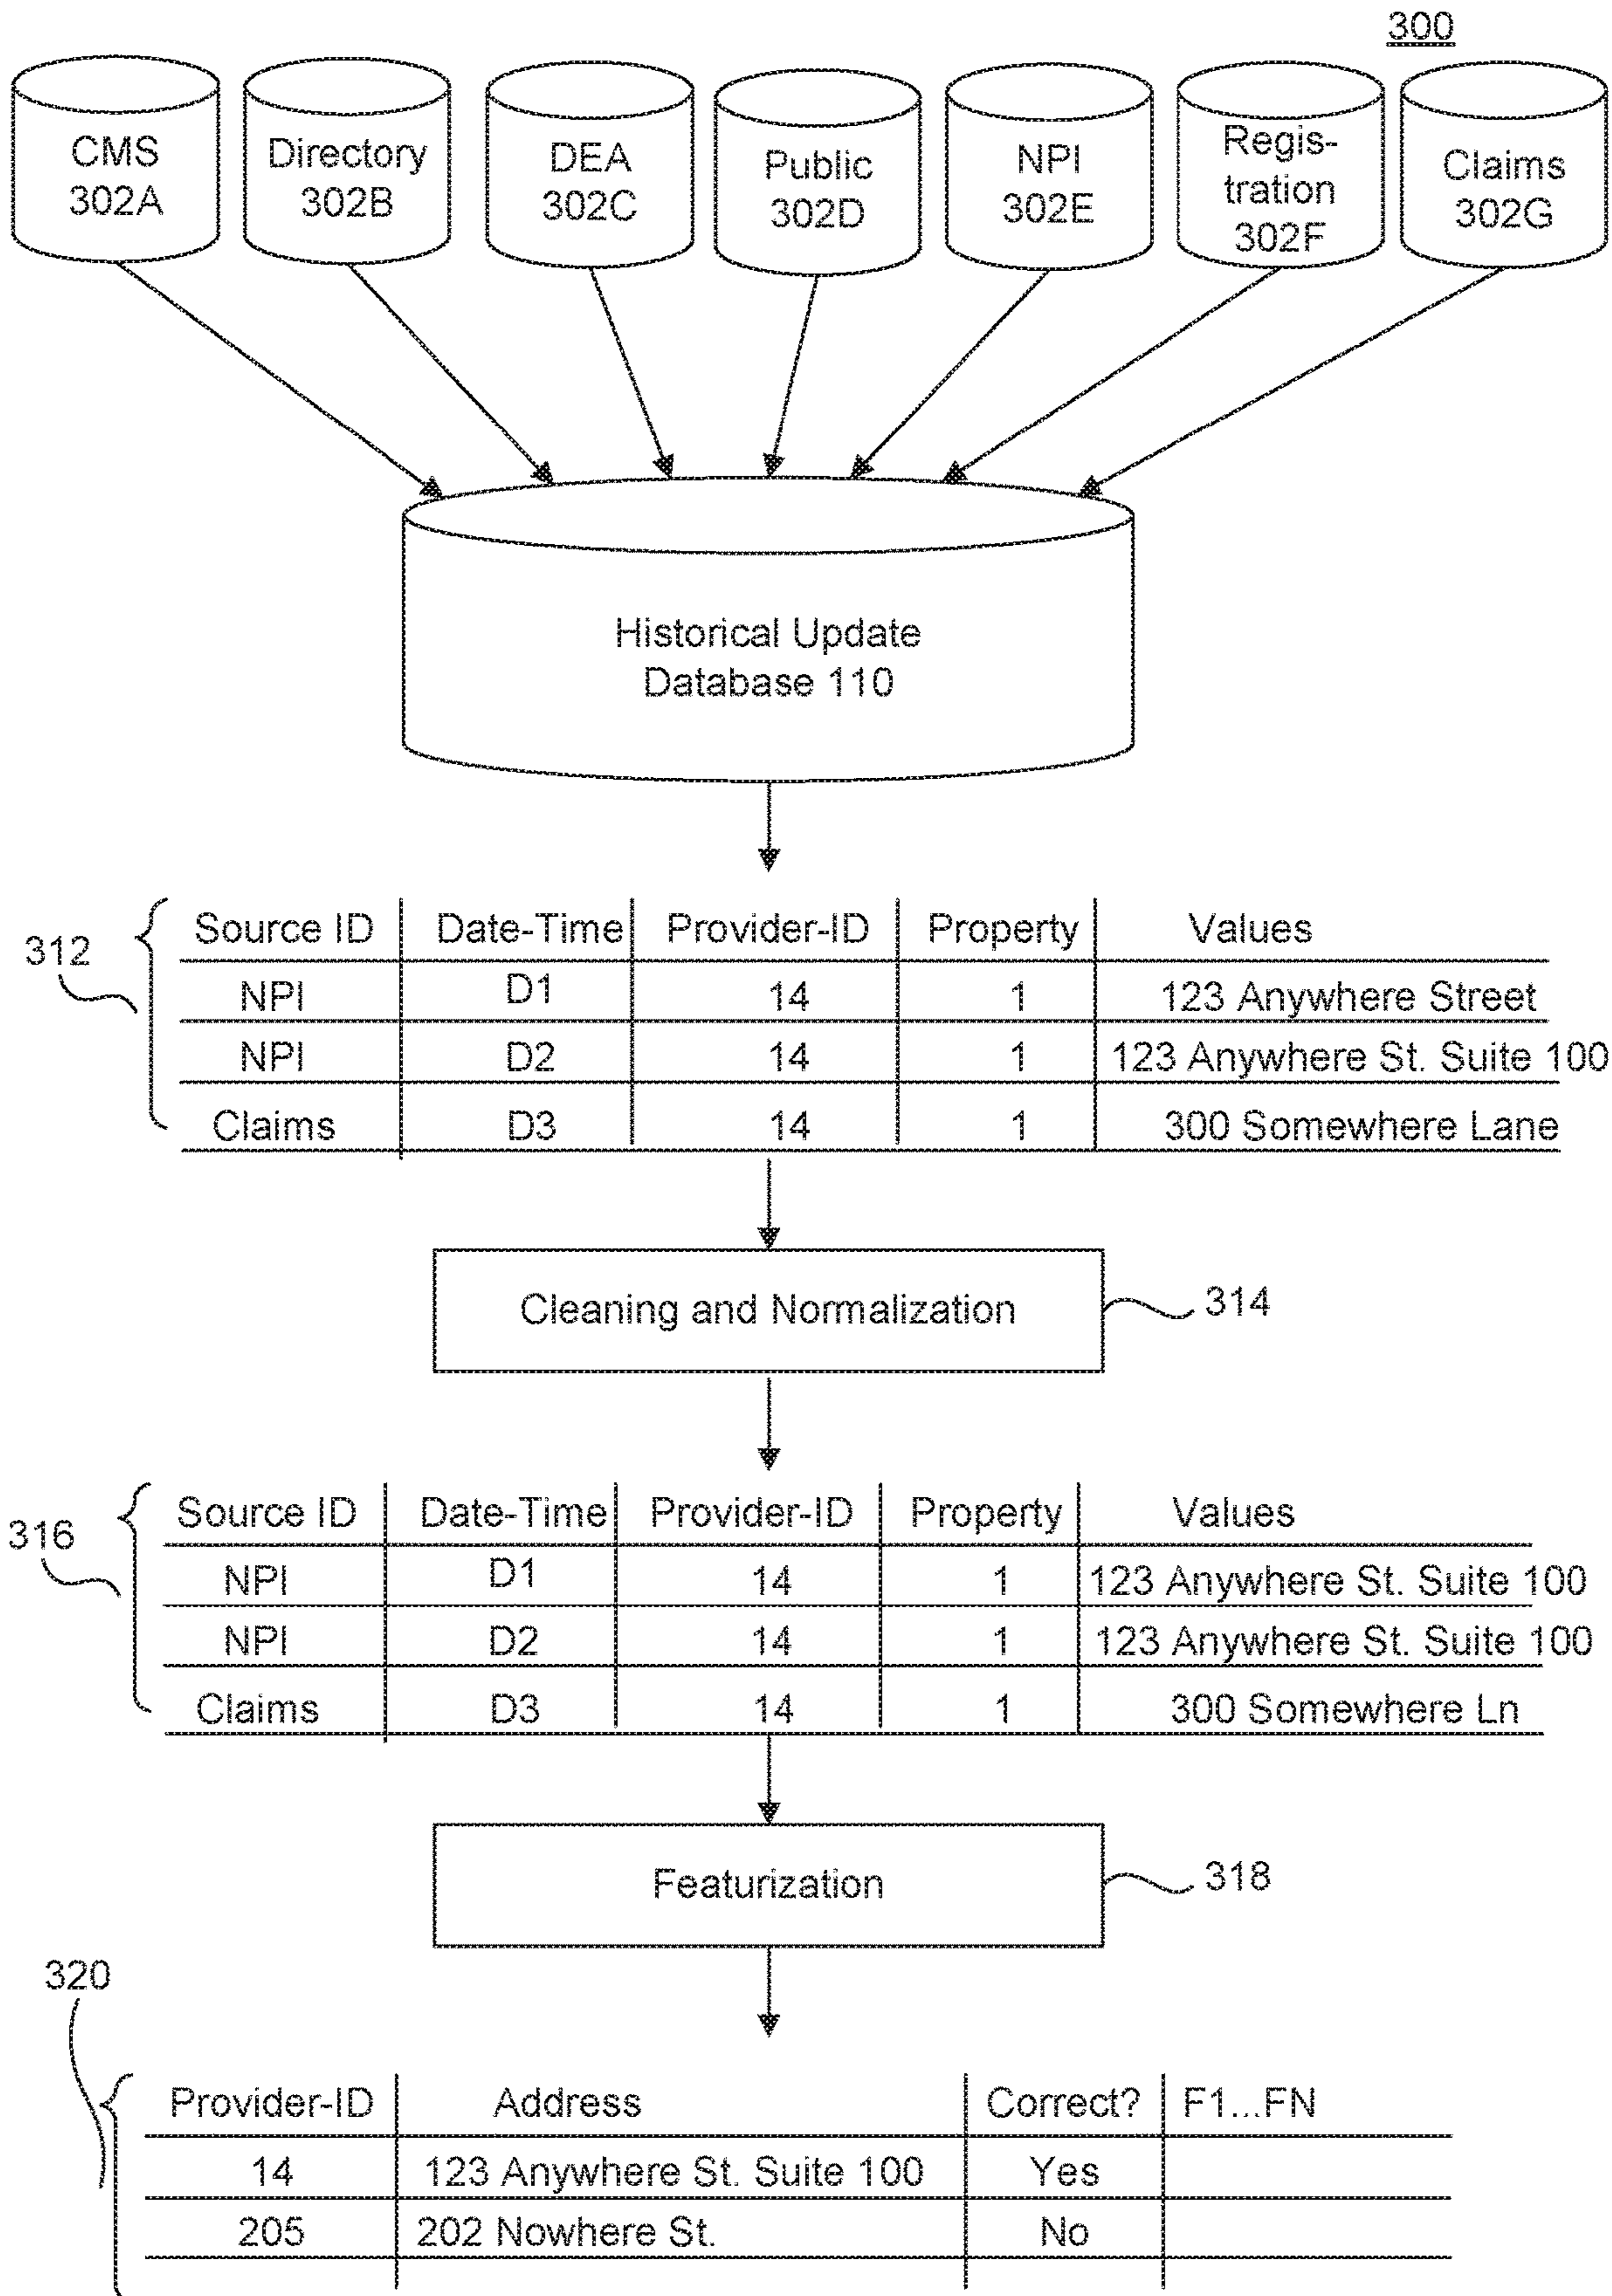 300
CMS
302A
Directory
302B
DEA
302C
Public
302D
NPI
302E
Regis-
tration
302F
Claims
302G
Historical Update
Database 110
312
Source ID Date-Time Provider-ID Property Values
NPI D1 14 1 123 Anywhere Street
NPI D2 14 1 123 Anywhere St. Suite 100
Claims D3 14 1 300 Somewhere Lane
Cleaning and Normalization
314
316
Source ID Date-Time Provider-ID Property Values
NPI D1 14 1 123 Anywhere St. Suite 100
NPI D2 14 1 123 Anywhere St. Suite 100
Claims D3 14 1 300 Somewhere Ln
Featurization
318
320
Provider-ID Address Correct? F1...FN
14 123 Anywhere St. Suite 100 Yes
205 202 Nowhere St. No